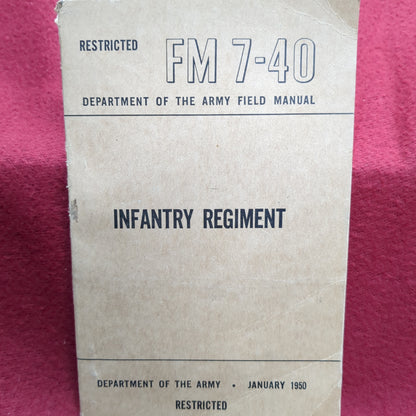 RESTRICTED
FM 7-40
DEPARTMENT OF THE ARMY FIELD MANUAL
INFANTRY REGIMENT
DEPARTMENT OF THE ARMY • JANUARY 1950
RESTRICTED